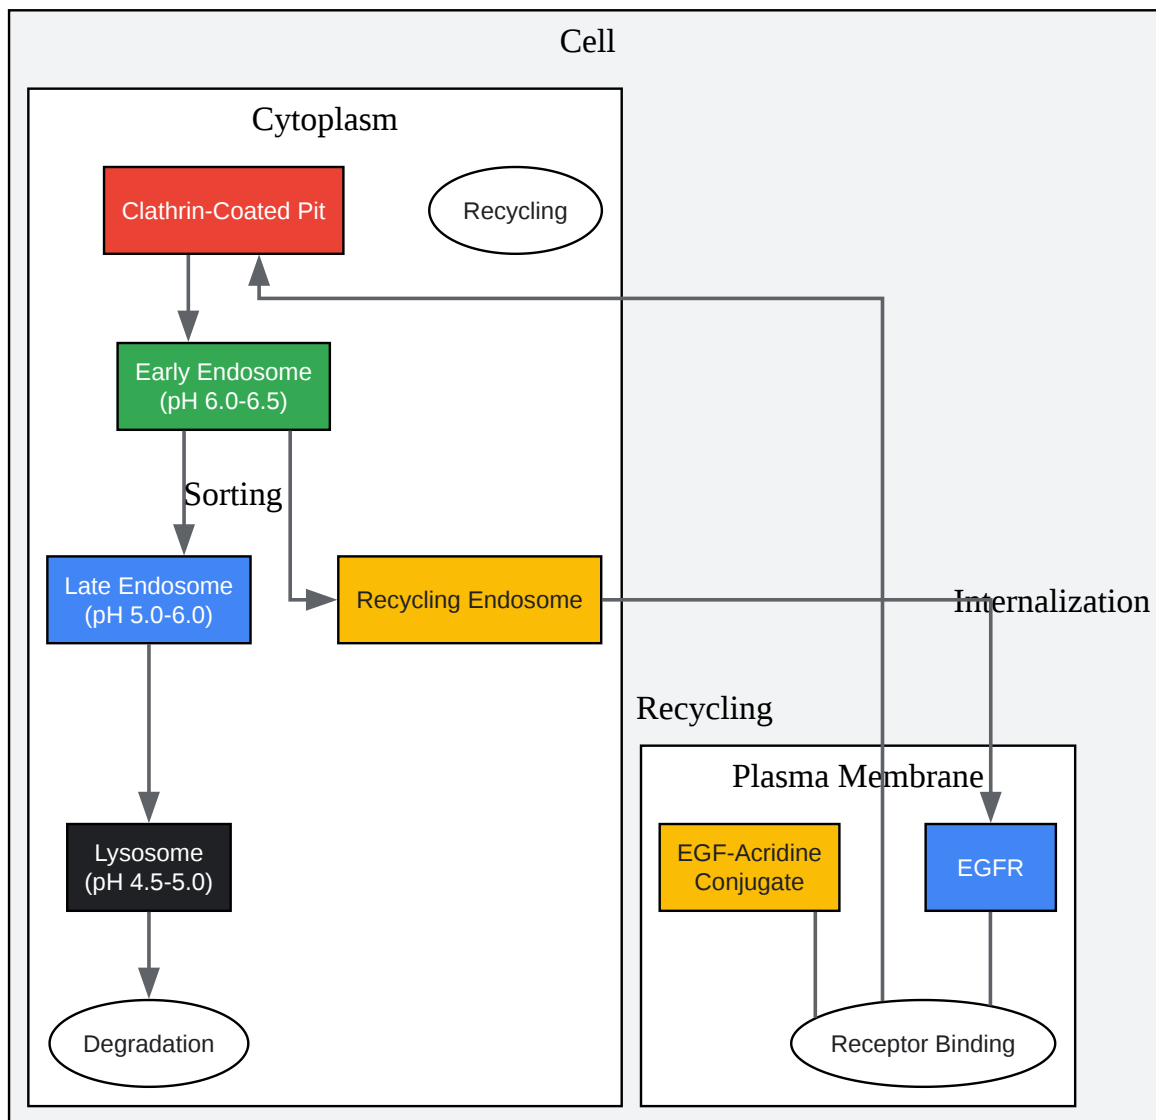 Cell
Cytoplasm
Clathrin-Coated Pit
Recycling
Early Endosome
(pH 6.0-6.5)
Sorting
Late Endosome
(pH 5.0-6.0)
Recycling Endosome
Internalization
Recycling
Plasma Membrane
Lysosome
(pH 4.5-5.0)
EGF-Acridine
Conjugate
EGFR
Degradation
Receptor Binding